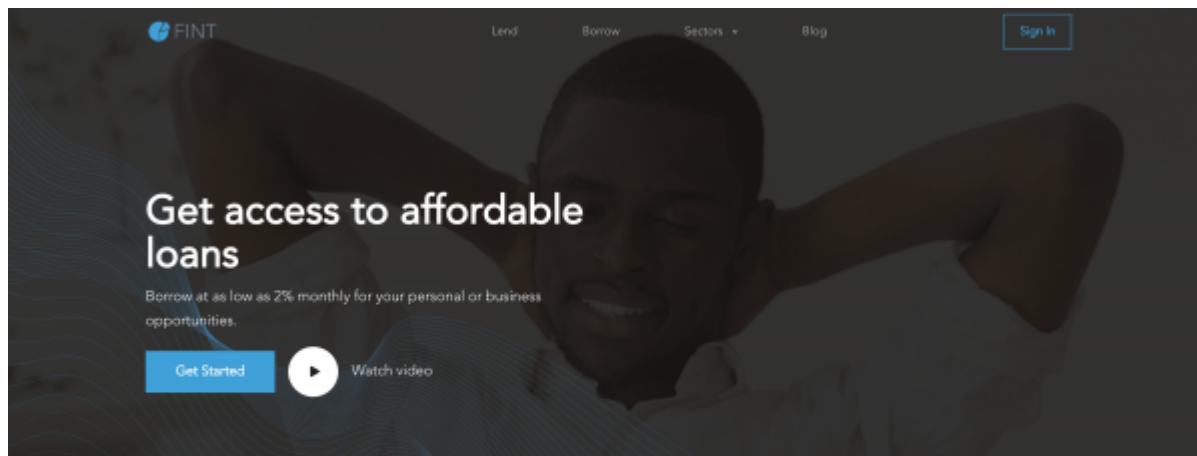 FINT
Lend
Borrow
Sectors
Blog
Sign In
Get access to affordable
loans
Borrow at as low as 2% monthly for your personal or business
opportunities.
Get Started
Watch video